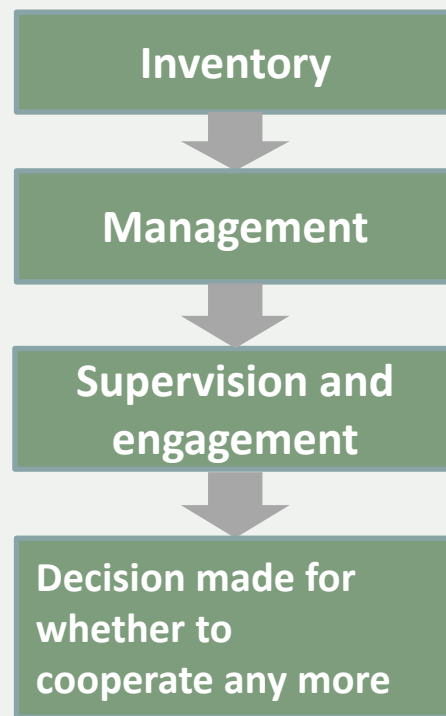 Inventory
Management
Supervision and
engagement
Decision made for
whether to
cooperate any more